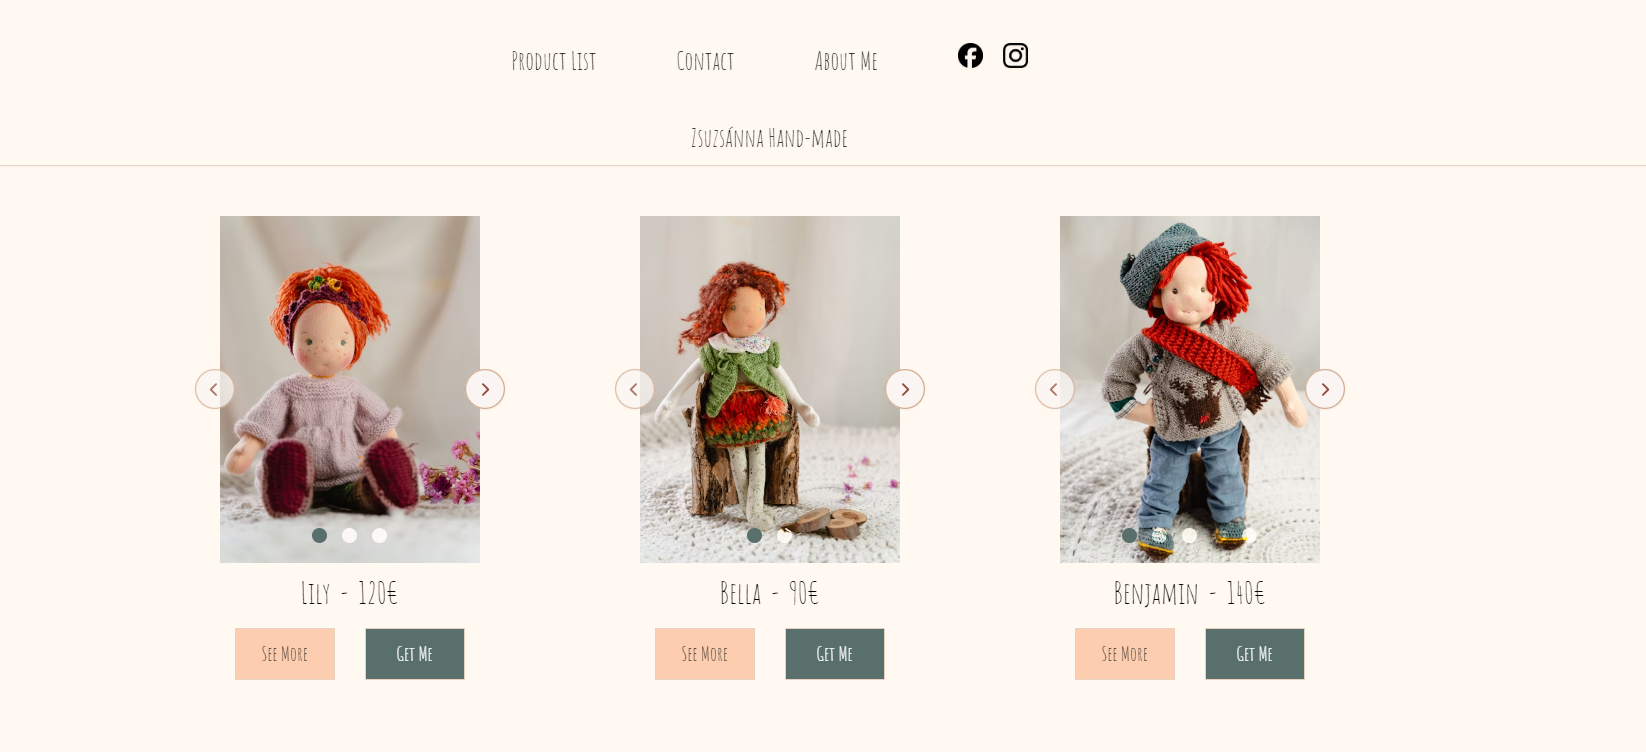 Product List Contact About Me
Zsuzsánna Hand-made
Lily - 120€ Bella - 90€ Benjamin - 140€
See More Get Me See More Get Me See More Get Me